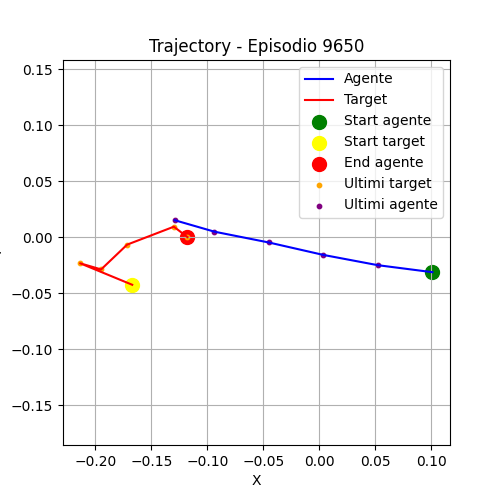 Trajectory - Episodio 9650
Agente
Target
Start agente
Start target
End agente
Ultimi target
Ultimi agente
0.15
0.10
0.05
0.00
−0.05
−0.10
−0.15
−0.20 −0.15 −0.10 −0.05 0.00 0.05 0.10
X